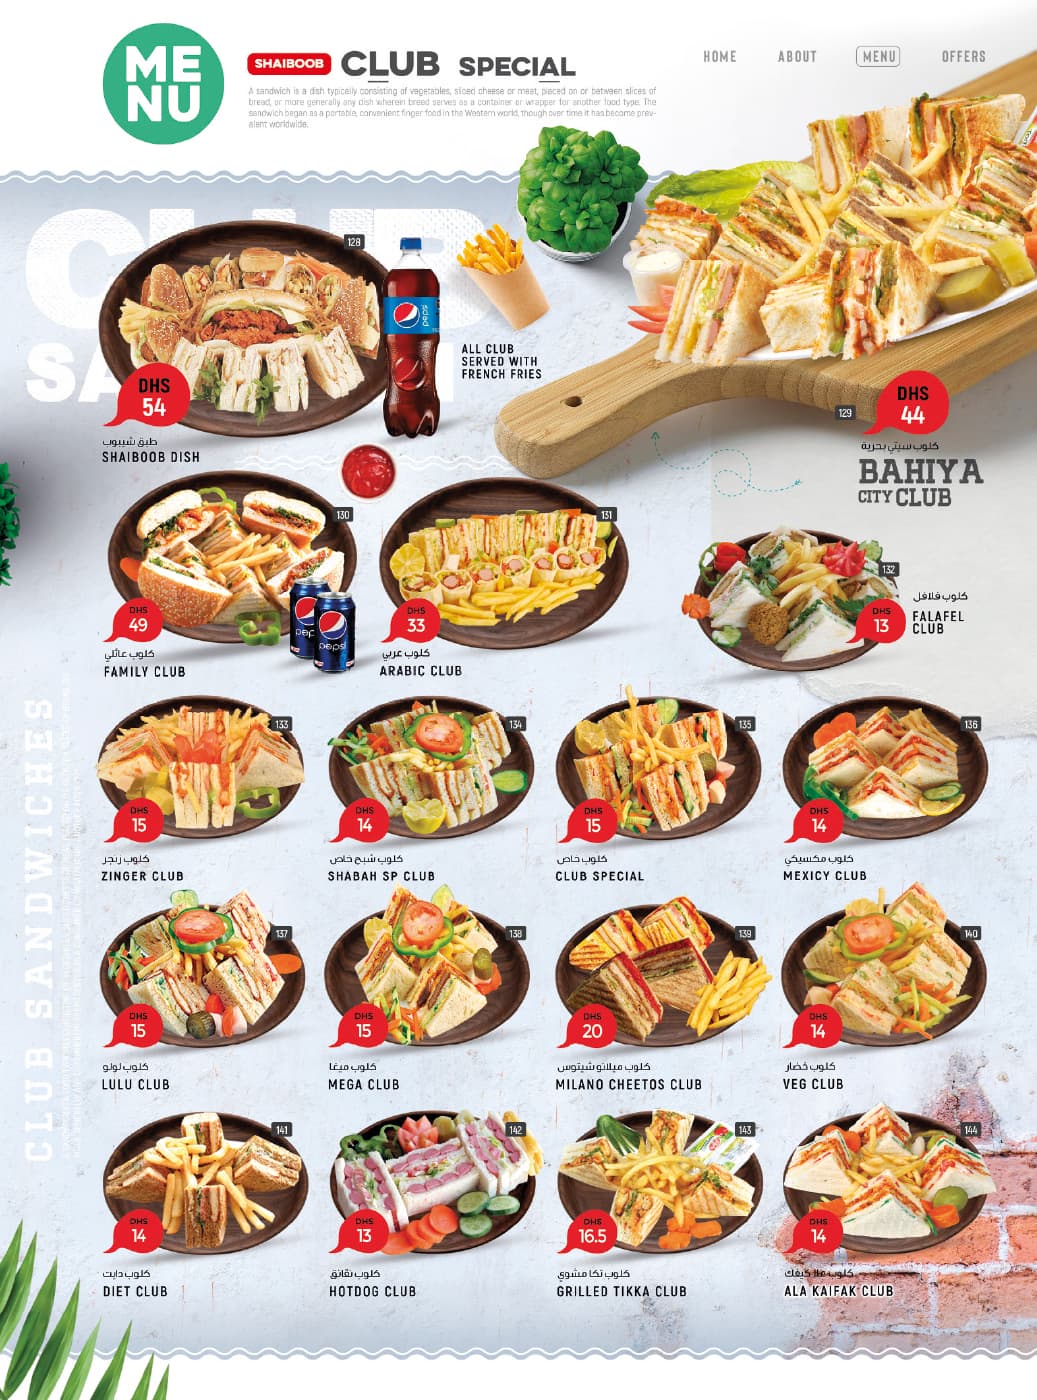 ME
NU
SHAIBOOB CLUB SPECIAL
HOME ABOUT MENU OFFERS
A sandwich is a dish typically consisting of vegetables, sliced cheese or meat, placed on or between slices of
bread, or more generally any dish wherein bread serves as a container or wrapper for another food type. The
sandwich began as a portable, convenient finger food in the Western world, though over time it has become prev-
alent worldwide.
CLUB
128
pepsi
ALL CLUB
SERVED WITH
FRENCH FRIES
DHS
54
طبق شيبوب
SHAIBOOB DISH
129
DHS
44
كلوب سيتي بحرية
BAHIYA
CITY CLUB
130
DHS
49
pepsi
pepsi
كلوب عائلي
FAMILY CLUB
131
DHS
33
كلوب عربي
ARABIC CLUB
132
DHS
13
كلوب فلافل
FALAFEL
CLUB
133
DHS
15
كلوب زنجر
ZINGER CLUB
134
DHS
14
كلوب شبح خاص
SHABAH SP CLUB
135
DHS
15
كلوب خاص
CLUB SPECIAL
136
DHS
14
كلوب مكسيكي
MEXICY CLUB
137
DHS
15
كلوب لولو
LULU CLUB
138
DHS
15
كلوب ميغا
MEGA CLUB
139
DHS
20
كلوب ميلانو شيتوس
MILANO CHEETOS CLUB
140
DHS
14
كلوب خضار
VEG CLUB
141
DHS
14
كلوب دايت
DIET CLUB
142
DHS
13
كلوب نقانق
HOTDOG CLUB
143
DHS
16.5
كلوب تكا مشوي
GRILLED TIKKA CLUB
144
DHS
14
كلوب علا كيفك
ALA KAIFAK CLUB
CLUB SANDWICHES